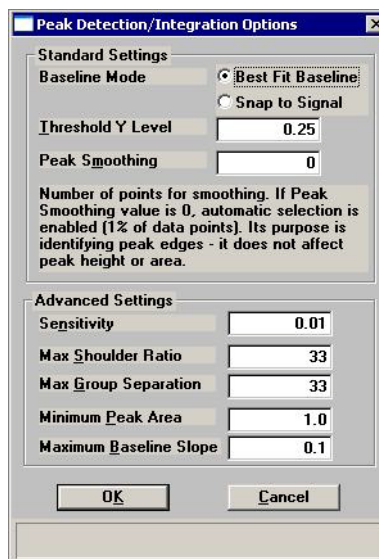 Peak Detection/Integration Options
Standard Settings
Baseline Mode
Best Fit Baseline
Snap to Signal
Threshold Y Level 0.25
Peak Smoothing 0
Number of points for smoothing. If Peak
Smoothing value is 0, automatic selection is
enabled (1% of data points). Its purpose is
identifying peak edges - it does not affect
peak height or area.
Advanced Settings
Sensitivity 0.01
Max Shoulder Ratio 33
Max Group Separation 33
Minimum Peak Area 1.0
Maximum Baseline Slope 0.1
OK Cancel